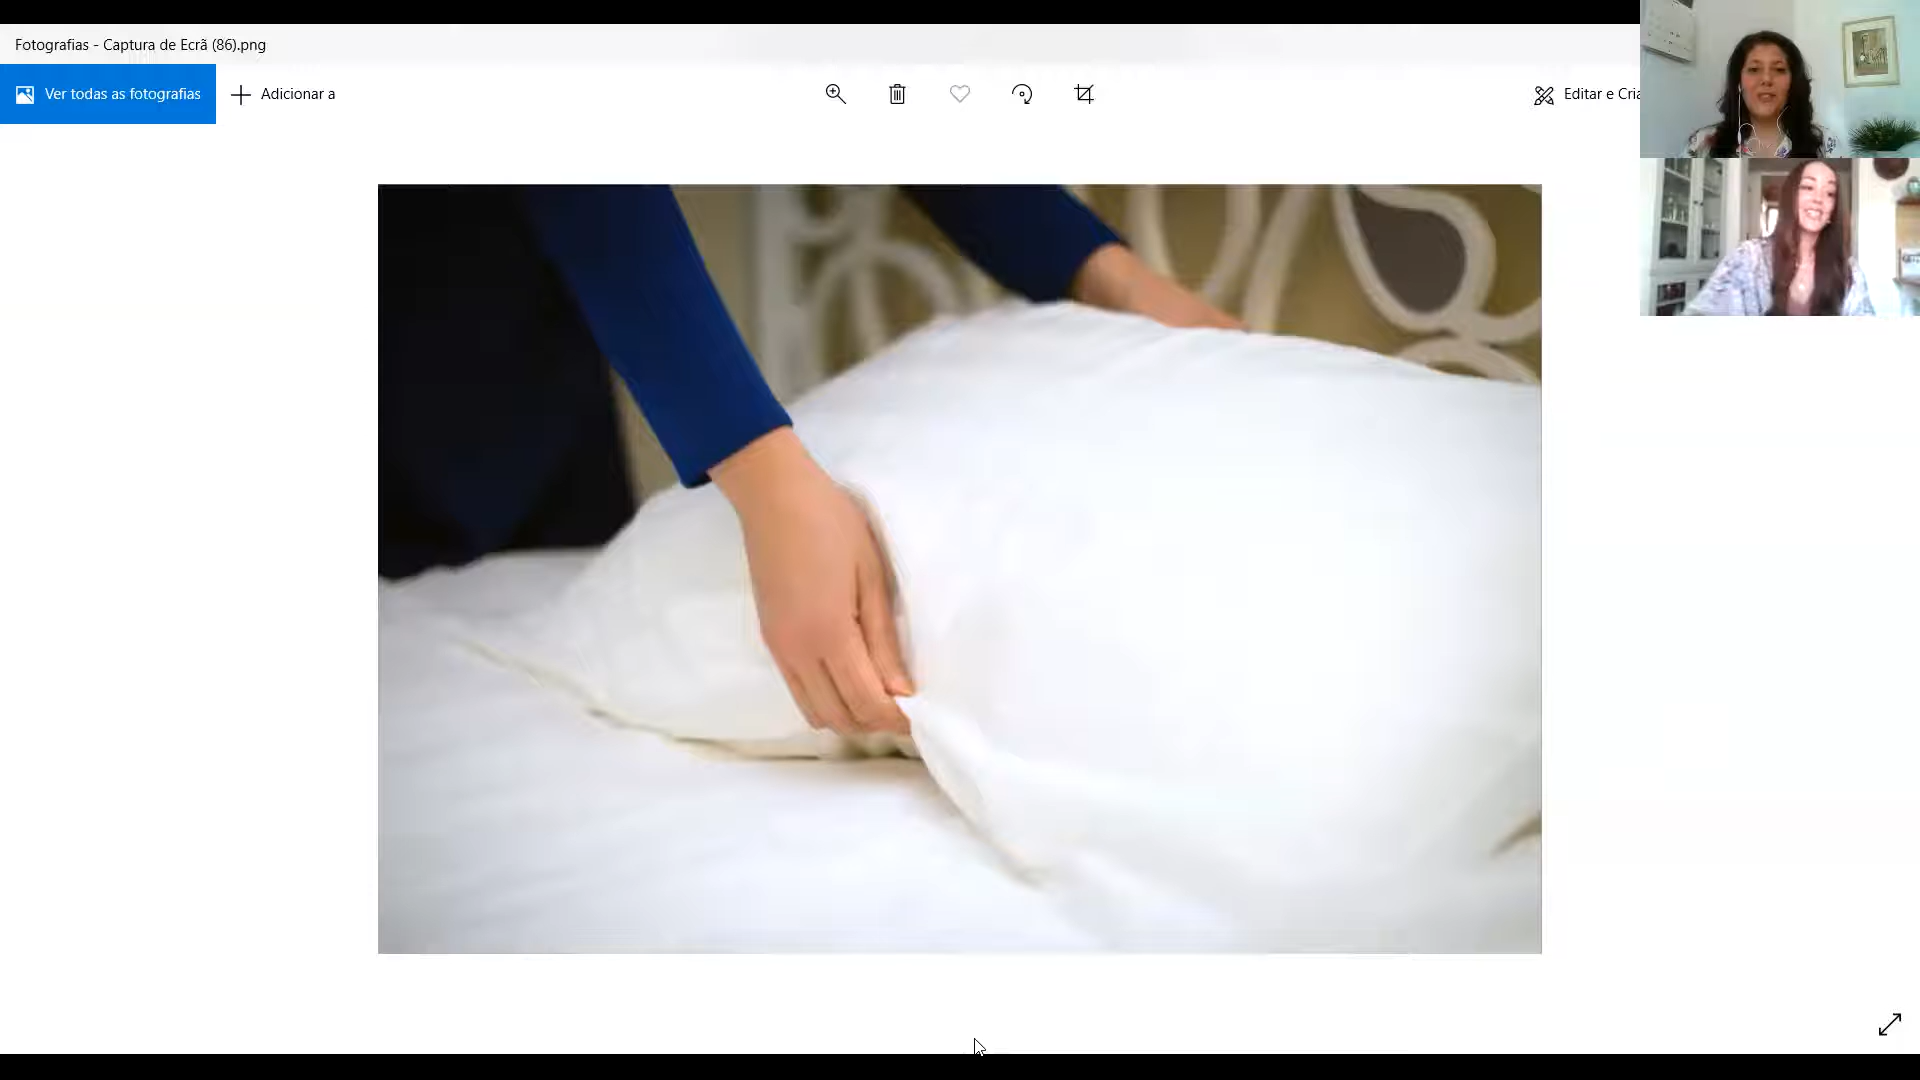 Fotografias - Captura de Ecrã (86).png
Ver todas as fotografias
Adicionar a
Editar e Cria